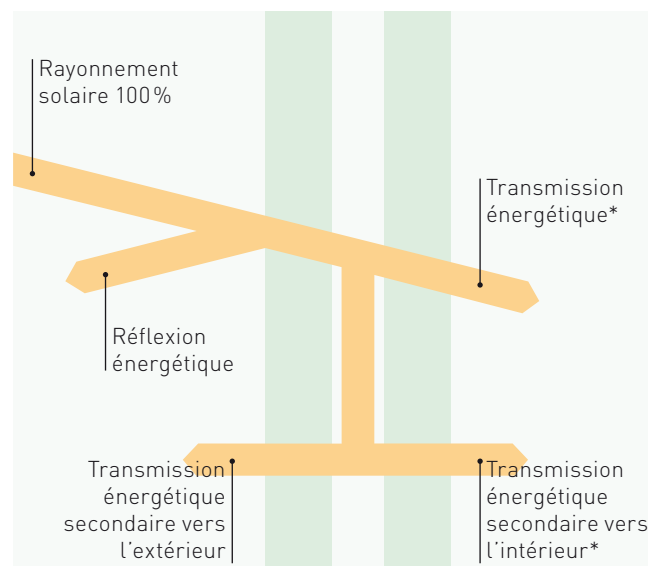 Rayonnement
solaire 100 %
Transmission
énergétique*
Réflexion
énergétique
Transmission
énergétique
secondaire vers
l'extérieur
Transmission
énergétique
secondaire vers
l'intérieur*